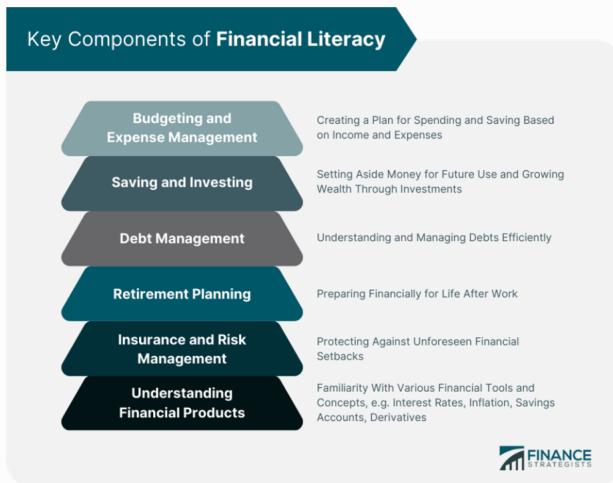 Key Components of Financial Literacy
Budgeting and
Expense Management
Creating a Plan for Spending and Saving Based
on Income and Expenses
Saving and Investing
Setting Aside Money for Future Use and Growing
Wealth Through Investments
Debt Management
Understanding and Managing Debts Efficiently
Retirement Planning
Preparing Financially for Life After Work
Insurance and Risk
Management
Protecting Against Unforeseen Financial
Setbacks
Understanding
Financial Products
Familiarity With Various Financial Tools and
Concepts, e.g. Interest Rates, Inflation, Savings
Accounts, Derivatives
FINANCE
STRATEGISTS